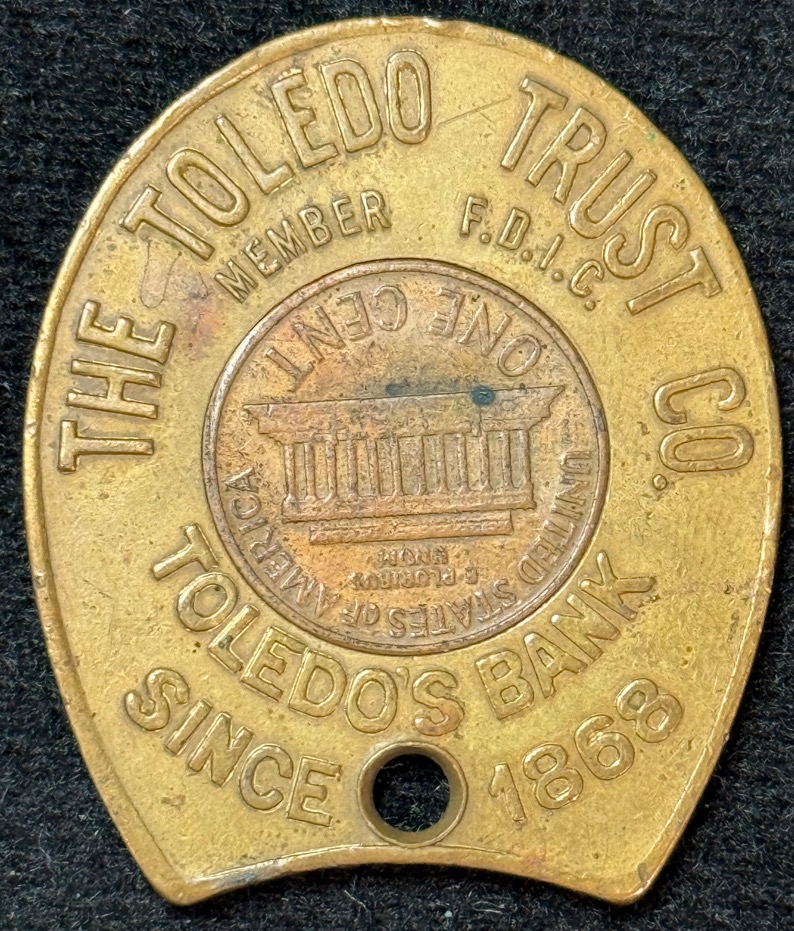 THE TOLEDO TRUST CO.
MEMBER F.D.I.C.
ONE CENT
E PLURIBUS
UNUM
UNITED STATES OF AMERICA
TOLEDO'S BANK
SINCE 1868